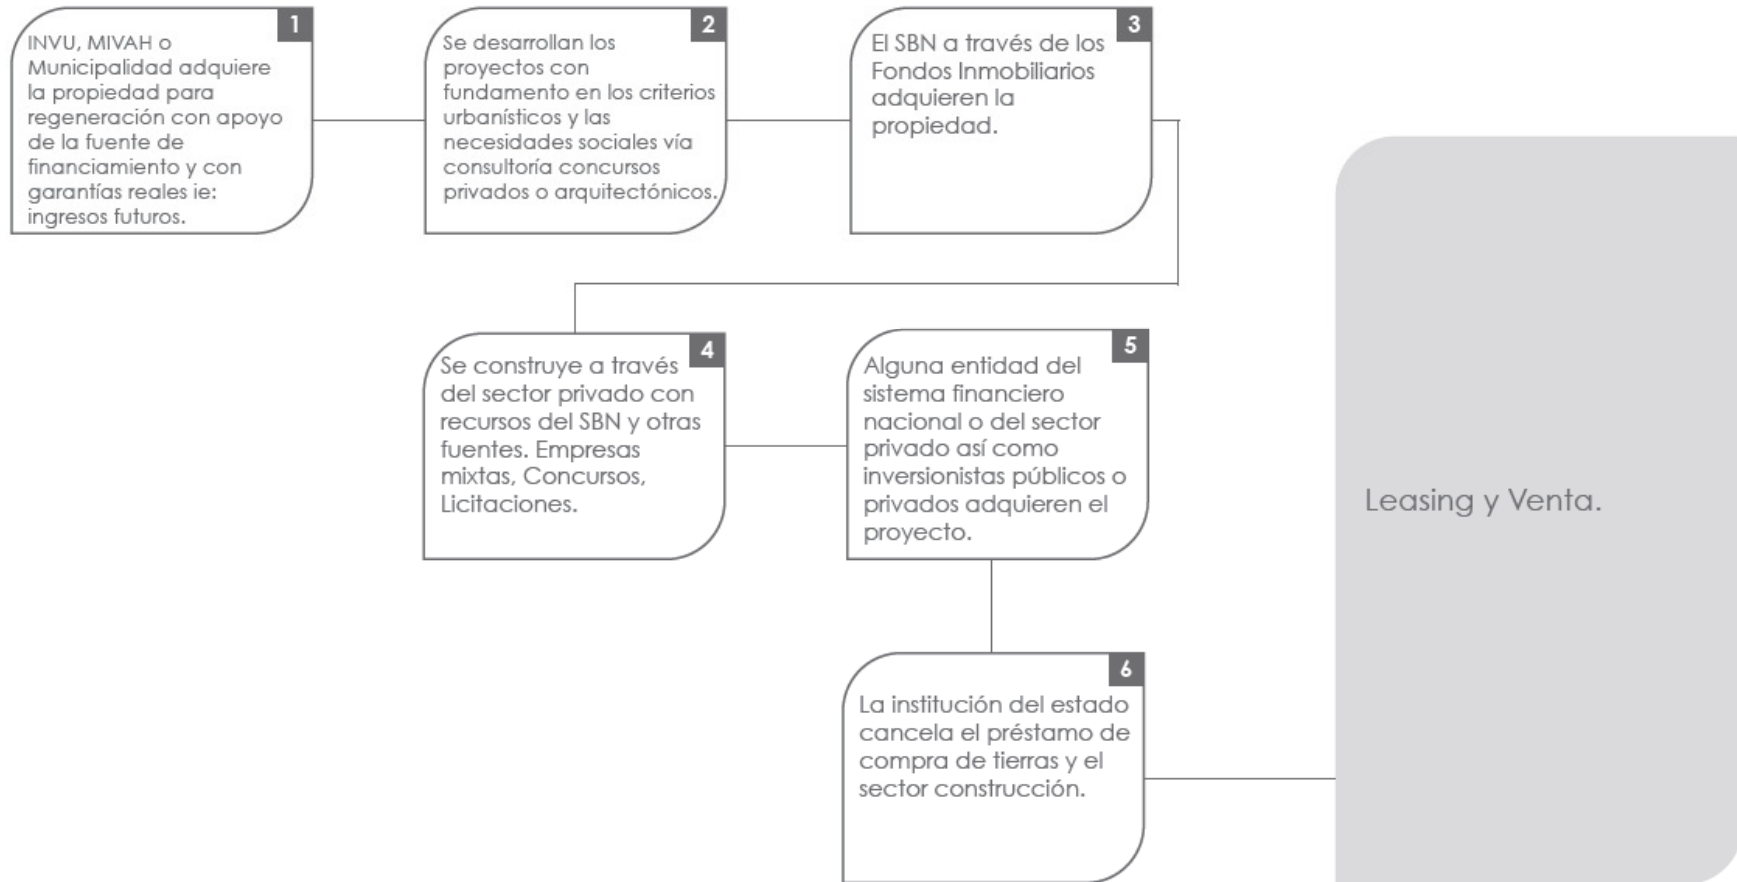 1
INVU, MIVAH o
Municipalidad adquiere
la propiedad para
regeneración con apoyo
de la fuente de
financiamiento y con
garantías reales ie:
ingresos futuros.
2
Se desarrollan los
proyectos con
fundamento en los criterios
urbanísticos y las
necesidades sociales vía
consultoría concursos
privados o arquitectónicos.
3
El SBN a través de los
Fondos Inmobiliarios
adquieren la
propiedad.
4
Se construye a través
del sector privado con
recursos del SBN y otras
fuentes. Empresas
mixtas, Concursos,
Licitaciones.
5
Alguna entidad del
sistema financiero
nacional o del sector
privado así como
inversionistas públicos o
privados adquieren el
proyecto.
6
La institución del estado
cancela el préstamo de
compra de tierras y el
sector construcción.
Leasing y Venta.